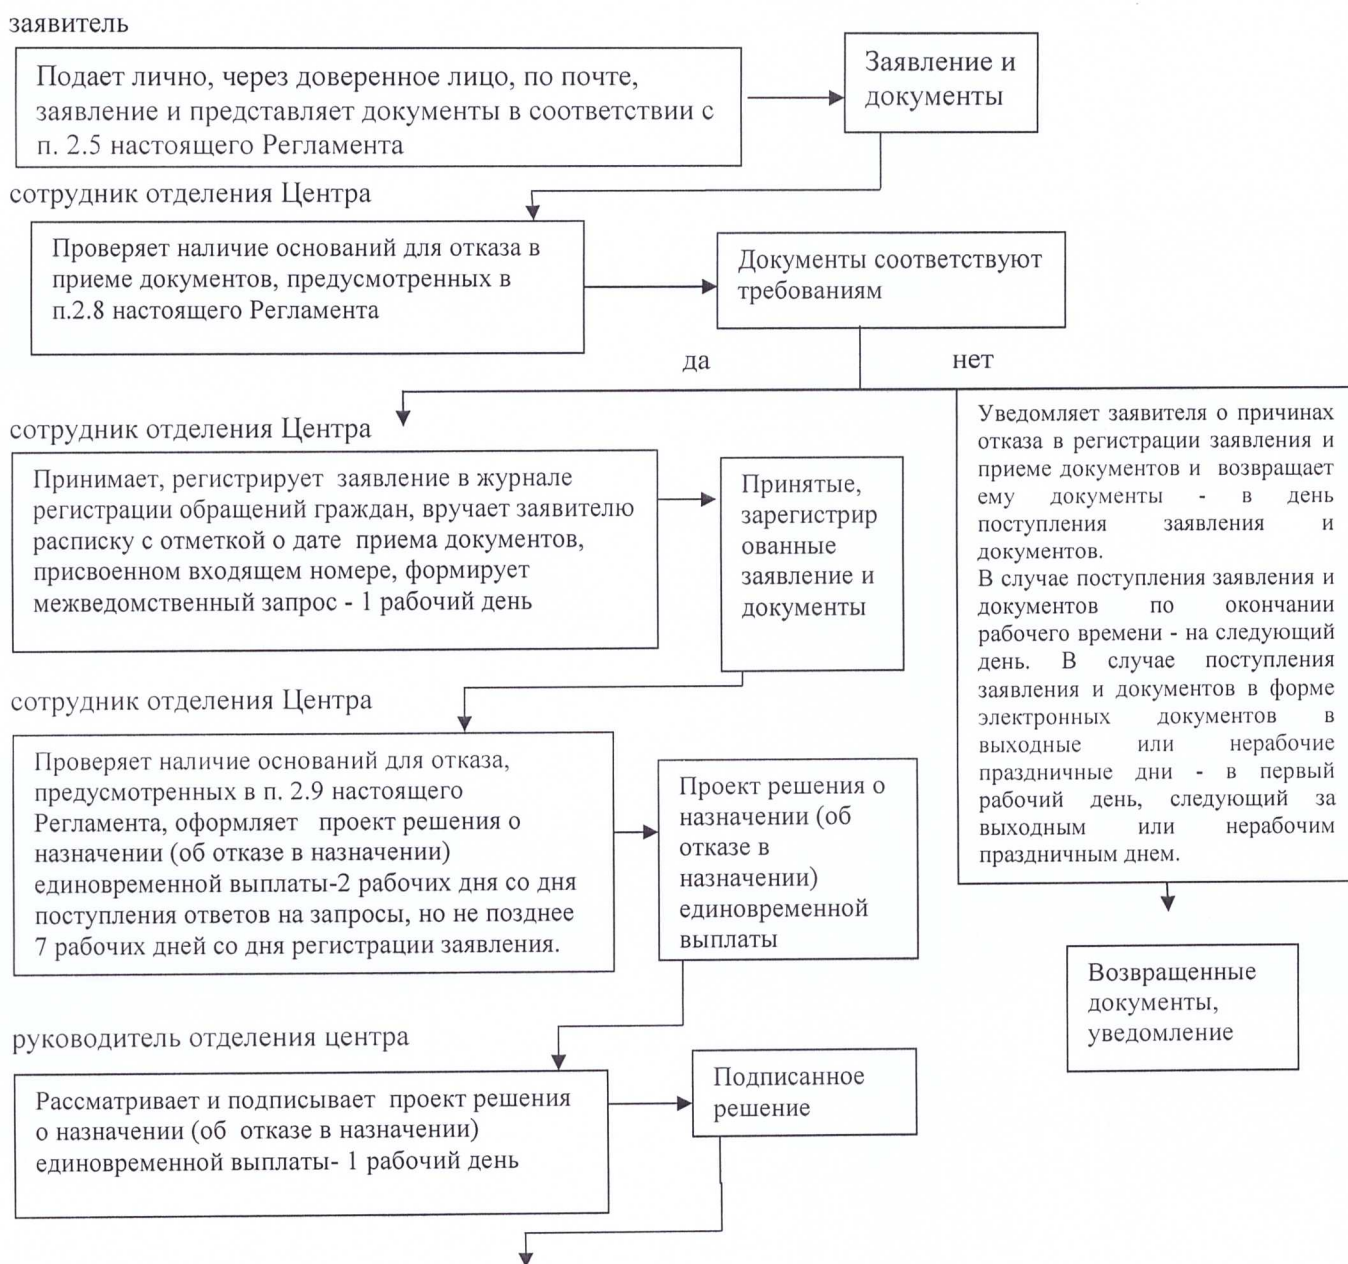 заявитель
Подает лично, через доверенное лицо, по почте,
заявление и представляет документы в соответствии с
п. 2.5 настоящего Регламента
Заявление и
документы
сотрудник отделения Центра
Проверяет наличие оснований для отказа в
приеме документов, предусмотренных в
п.2.8 настоящего Регламента
Документы соответствуют
требованиям
да
нет
сотрудник отделения Центра
Принимает, регистрирует заявление в журнале
регистрации обращений граждан, вручает заявителю
расписку с отметкой о дате приема документов,
присвоенном входящем номере, формирует
межведомственный запрос - 1 рабочий день
Принятые,
зарегистрир
ованные
заявление и
документы
Уведомляет заявителя о причинах
отказа в регистрации заявления и
приеме документов и возвращает
ему документы - в день
поступления заявления и
документов.
В случае поступления заявления и
документов по окончании
рабочего времени - на следующий
день. В случае поступления
заявления и документов в форме
электронных документов в
выходные или нерабочие
праздничные дни - в первый
рабочий день, следующий за
выходным или нерабочим
праздничным днем.
сотрудник отделения Центра
Проверяет наличие оснований для отказа,
предусмотренных в п. 2.9 настоящего
Регламента, оформляет проект решения о
назначении (об отказе в назначении)
единовременной выплаты-2 рабочих дня со дня
поступления ответов на запросы, но не позднее
7 рабочих дней со дня регистрации заявления.
Проект решения о
назначении (об
отказе в
назначении)
единовременной
выплаты
Возвращенные
документы,
уведомление
руководитель отделения центра
Рассматривает и подписывает проект решения
о назначении (об отказе в назначении)
единовременной выплаты- 1 рабочий день
Подписанное
решение